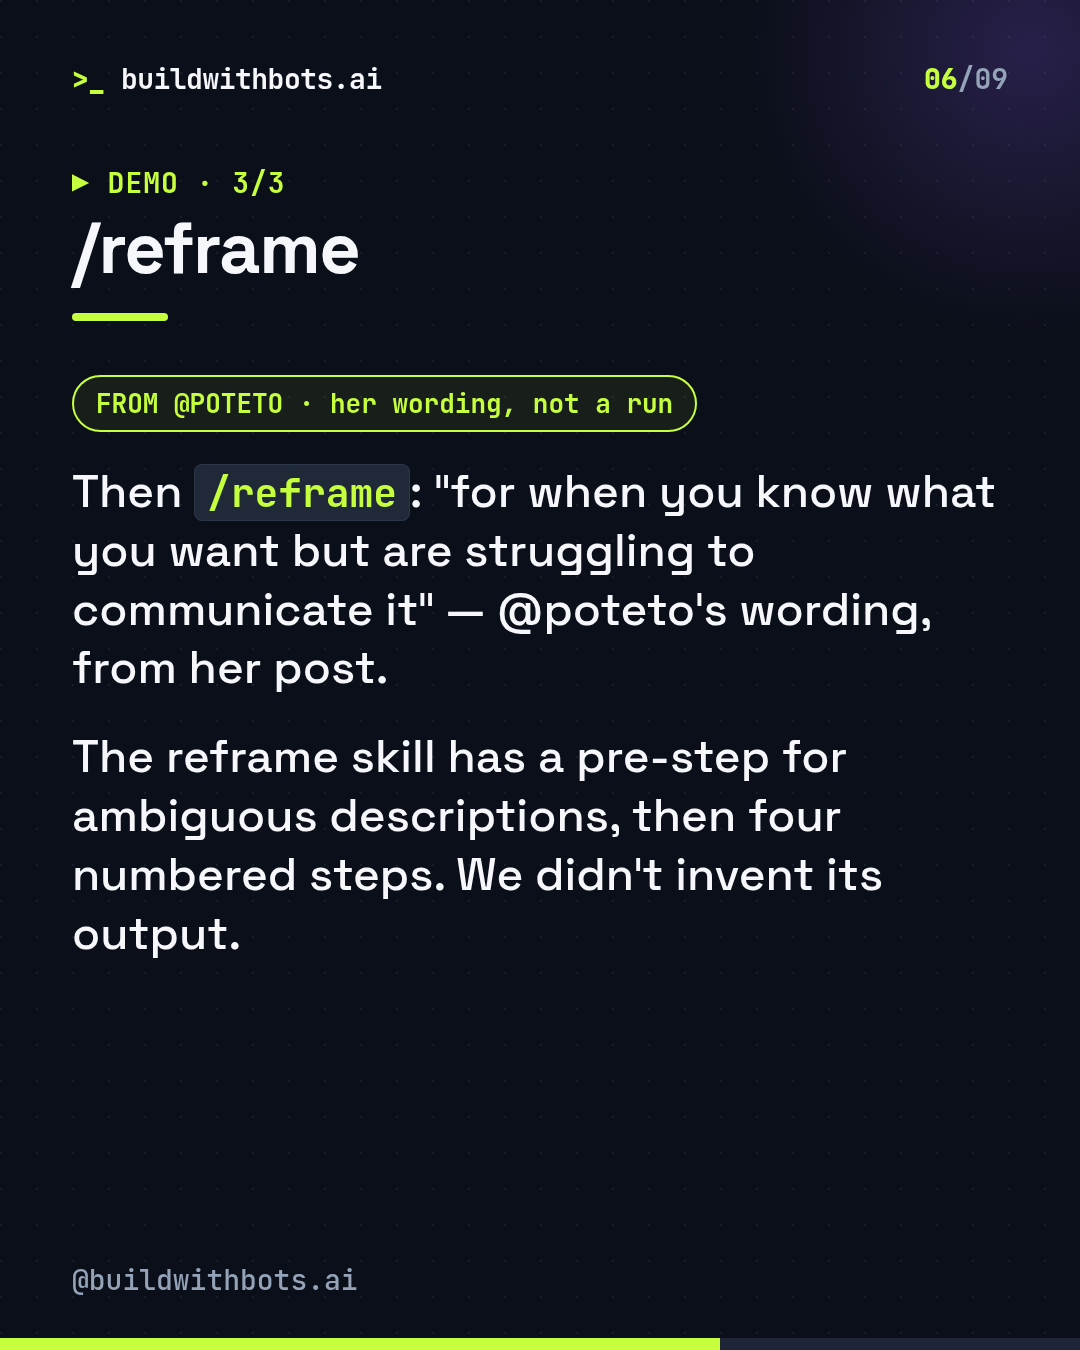 >_ buildwithbots.ai
06/09
▶ DEMO · 3/3
/reframe
FROM @POTETO · her wording, not a run
Then /reframe: "for when you know what
you want but are struggling to
communicate it" — @poteto's wording,
from her post.
The reframe skill has a pre-step for
ambiguous descriptions, then four
numbered steps. We didn't invent its
output.
@buildwithbots.ai